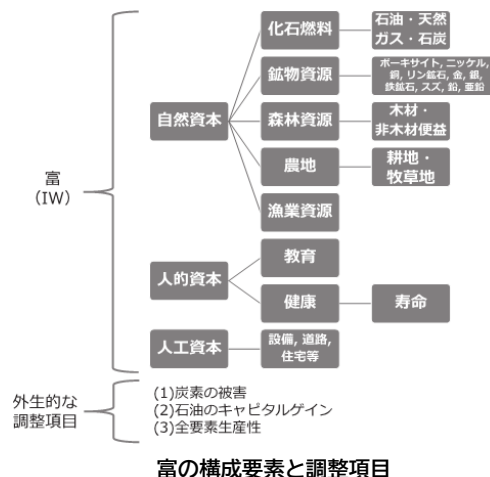 富
（IW）
自然資本
化石燃料
石油・天然
ガス・石炭
鉱物資源
ボーキサイト, ニッケル,
銅, リン鉱石, 金, 銀,
鉄鉱石, スズ, 鉛, 亜鉛
森林資源
木材・
非木材便益
農地
耕地・
牧草地
漁業資源
人的資本
教育
健康
寿命
人工資本
設備, 道路,
住宅等
外生的な
調整項目
(1)炭素の被害
(2)石油のキャピタルゲイン
(3)全要素生産性
富の構成要素と調整項目